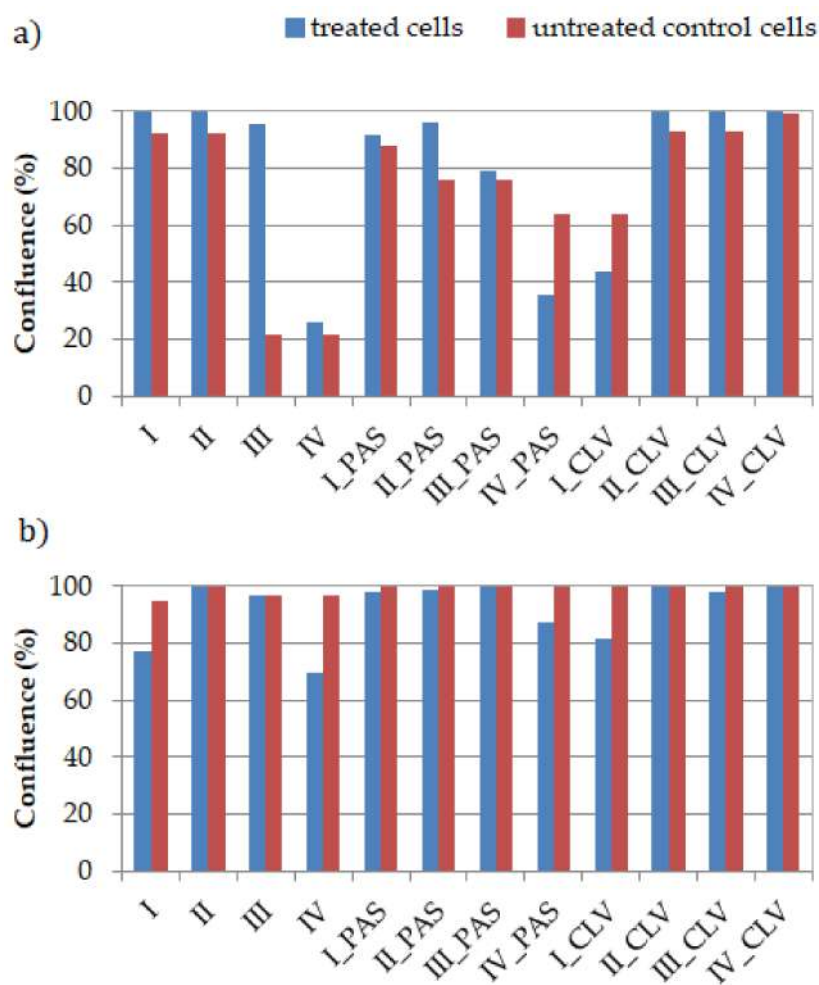 a)
treated cells untreated control cells
Confluence (%)
100
80
60
40
20
0
I II III IV I_PAS II_PAS III_PAS IV_PAS I_CLV II_CLV III_CLV IV_CLV
b)
Confluence (%)
100
80
60
40
20
0
I II III IV I_PAS II_PAS III_PAS IV_PAS I_CLV II_CLV III_CLV IV_CLV